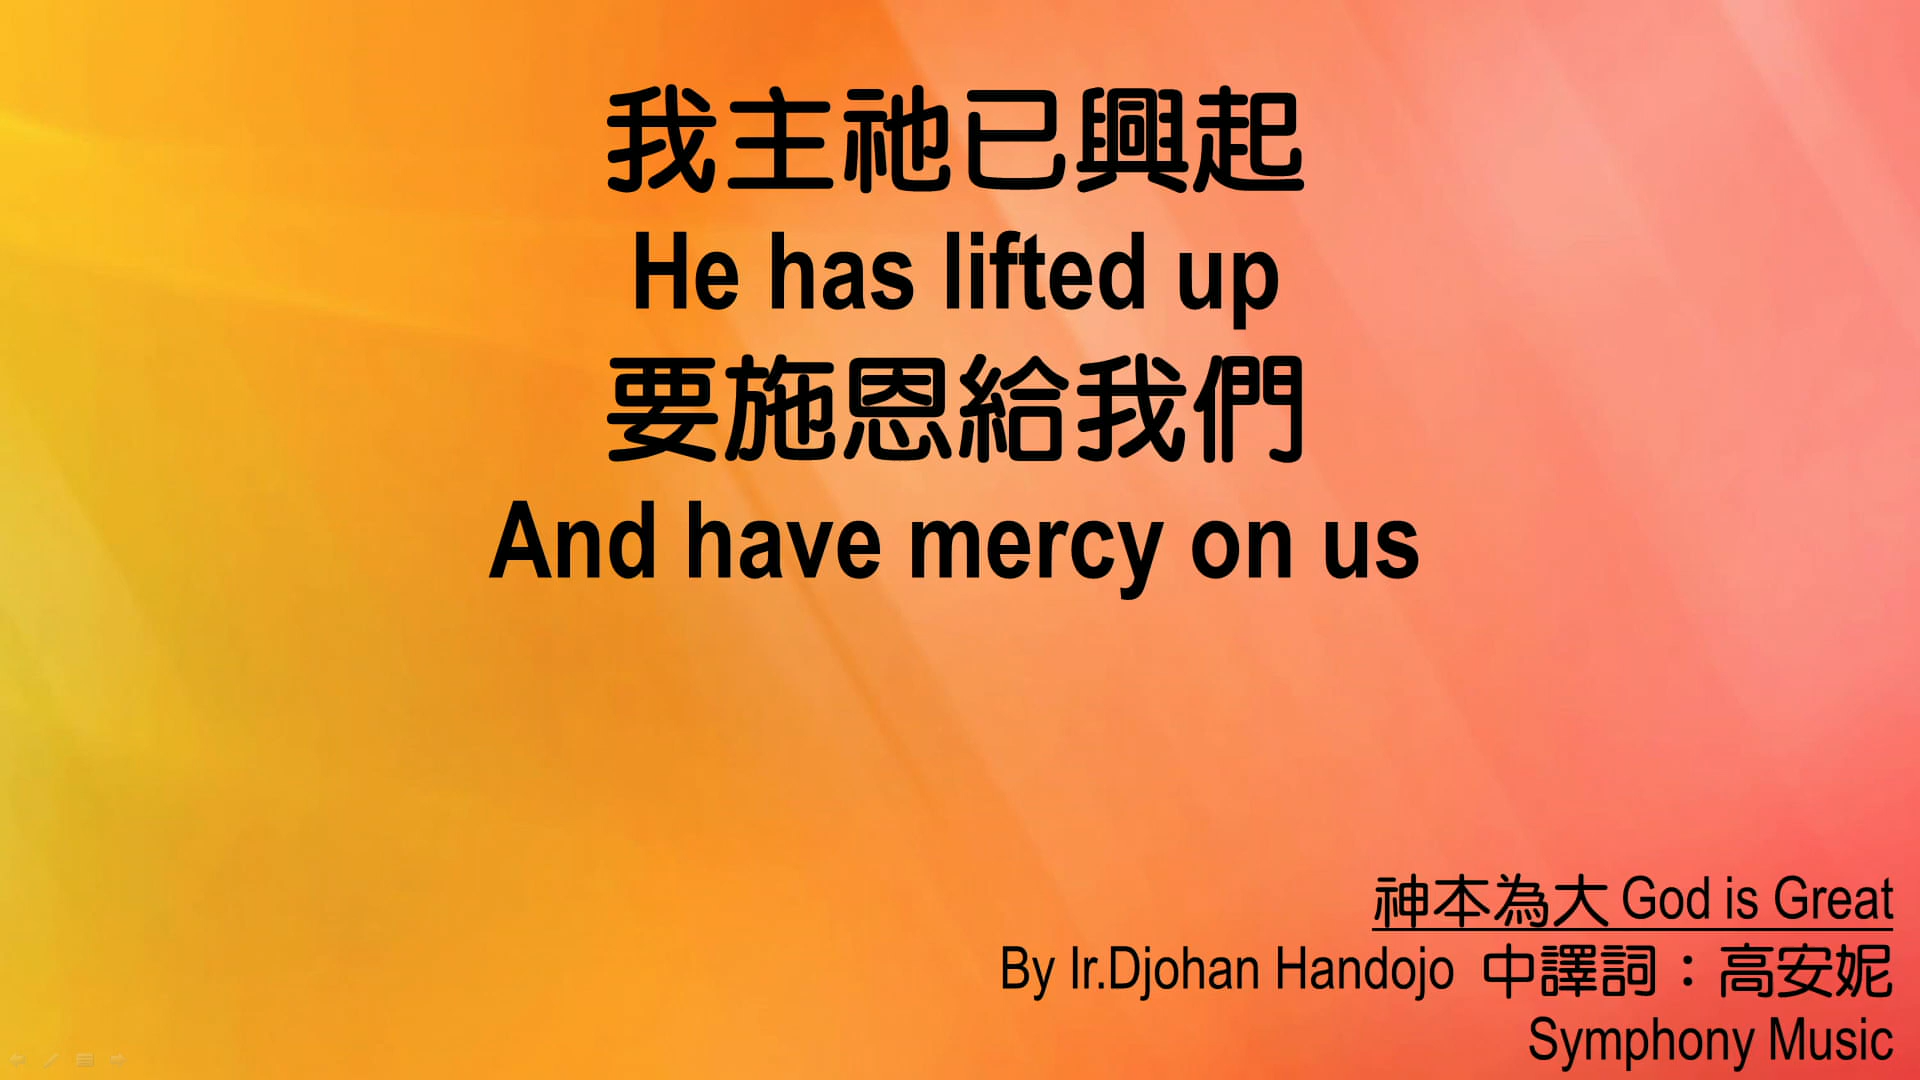 我主祂已興起
He has lifted up
要施恩給我們
And have mercy on us
神本為大 God is Great
By Ir.Djohan Handojo 中譯詞：高安妮
Symphony Music